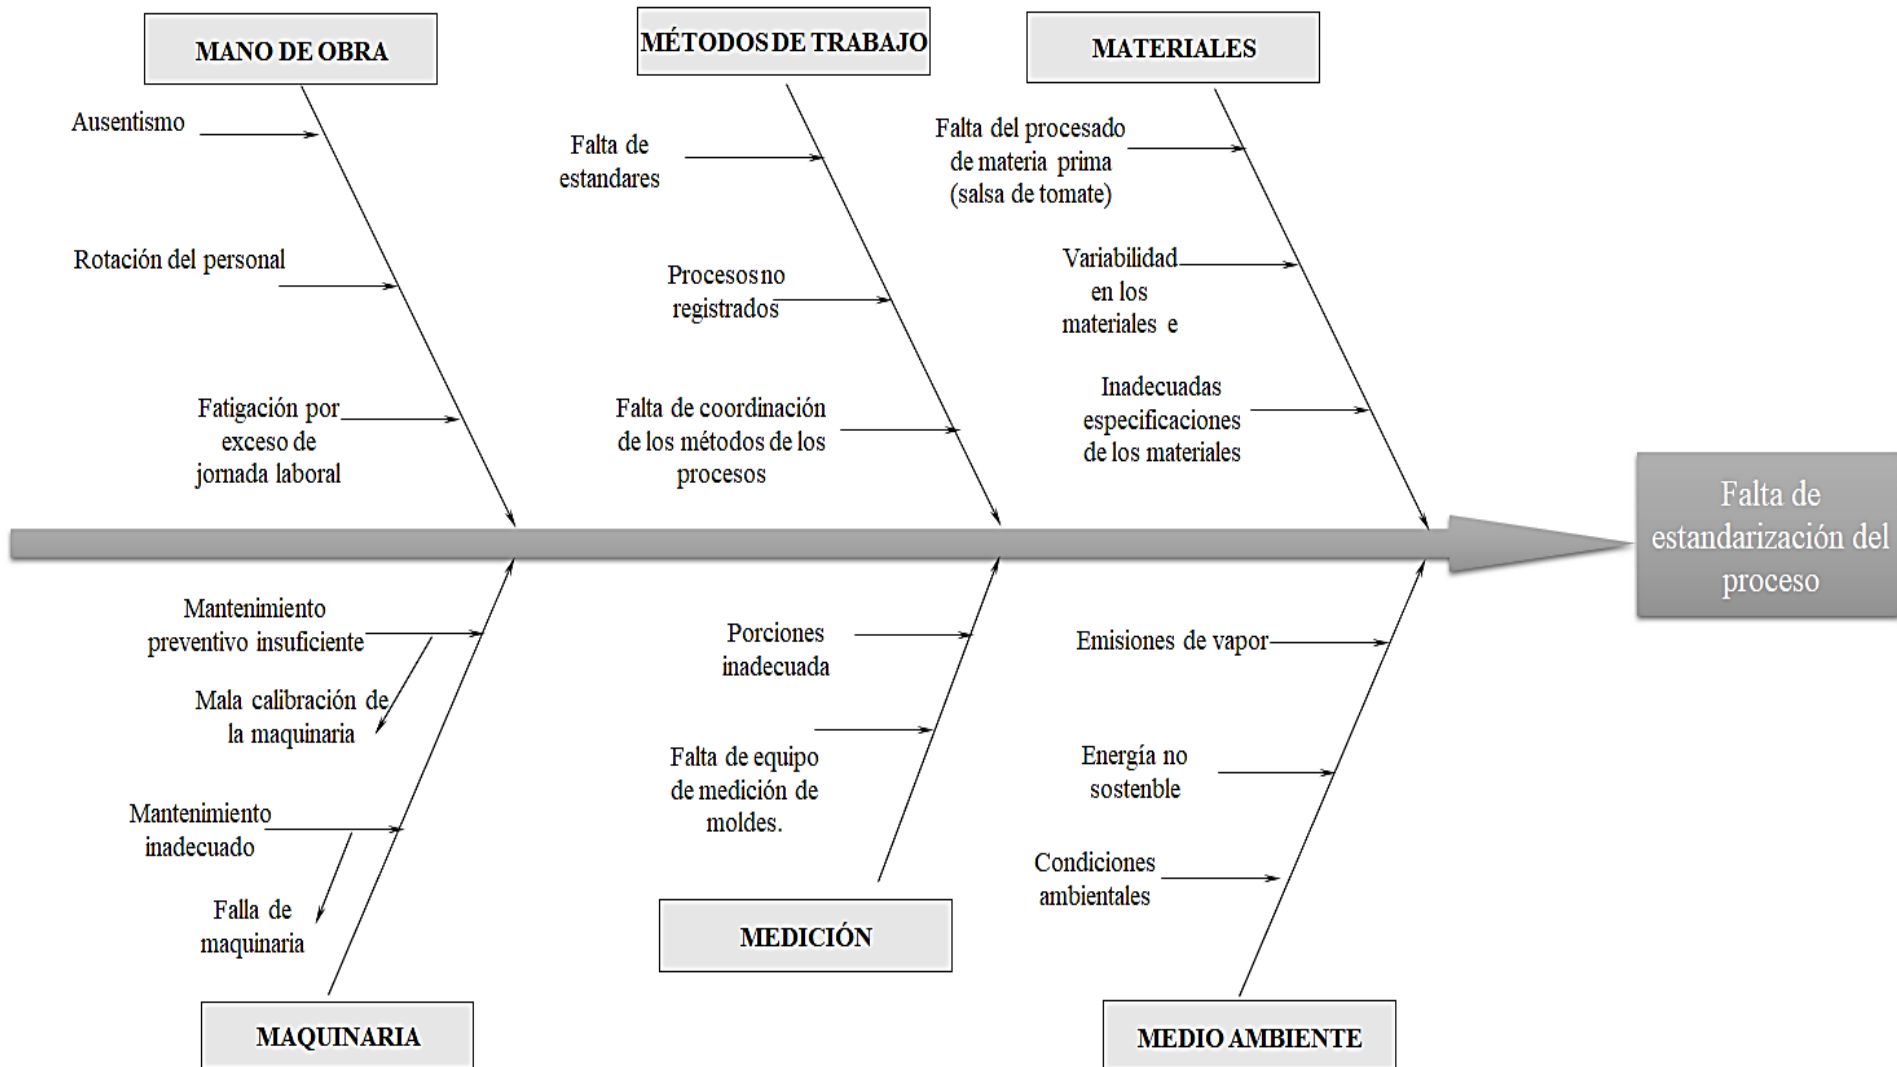 MANO DE OBRA
MÉTODOS DE TRABAJO
MATERIALES
Ausentismo
Rotación del personal
Fatigación por
exceso de
jornada laboral
Falta de
estandares
Procesos no
registrados
Falta de coordinación
de los métodos de los
procesos
Falta del procesado
de materia prima
(salsa de tomate)
Variabilidad
en los
materiales e
Inadecuadas
especificaciones
de los materiales
Falta de
estandarización del
proceso
Mantenimiento
preventivo insuficiente
Mala calibración de
la maquinaria
Mantenimiento
inadecuado
Falla de
maquinaria
Porciones
inadecuada
Falta de equipo
de medición de
moldes.
Emisiones de vapor
Energía no
sostenble
Condiciones
ambientales
MAQUINARIA
MEDICIÓN
MEDIO AMBIENTE